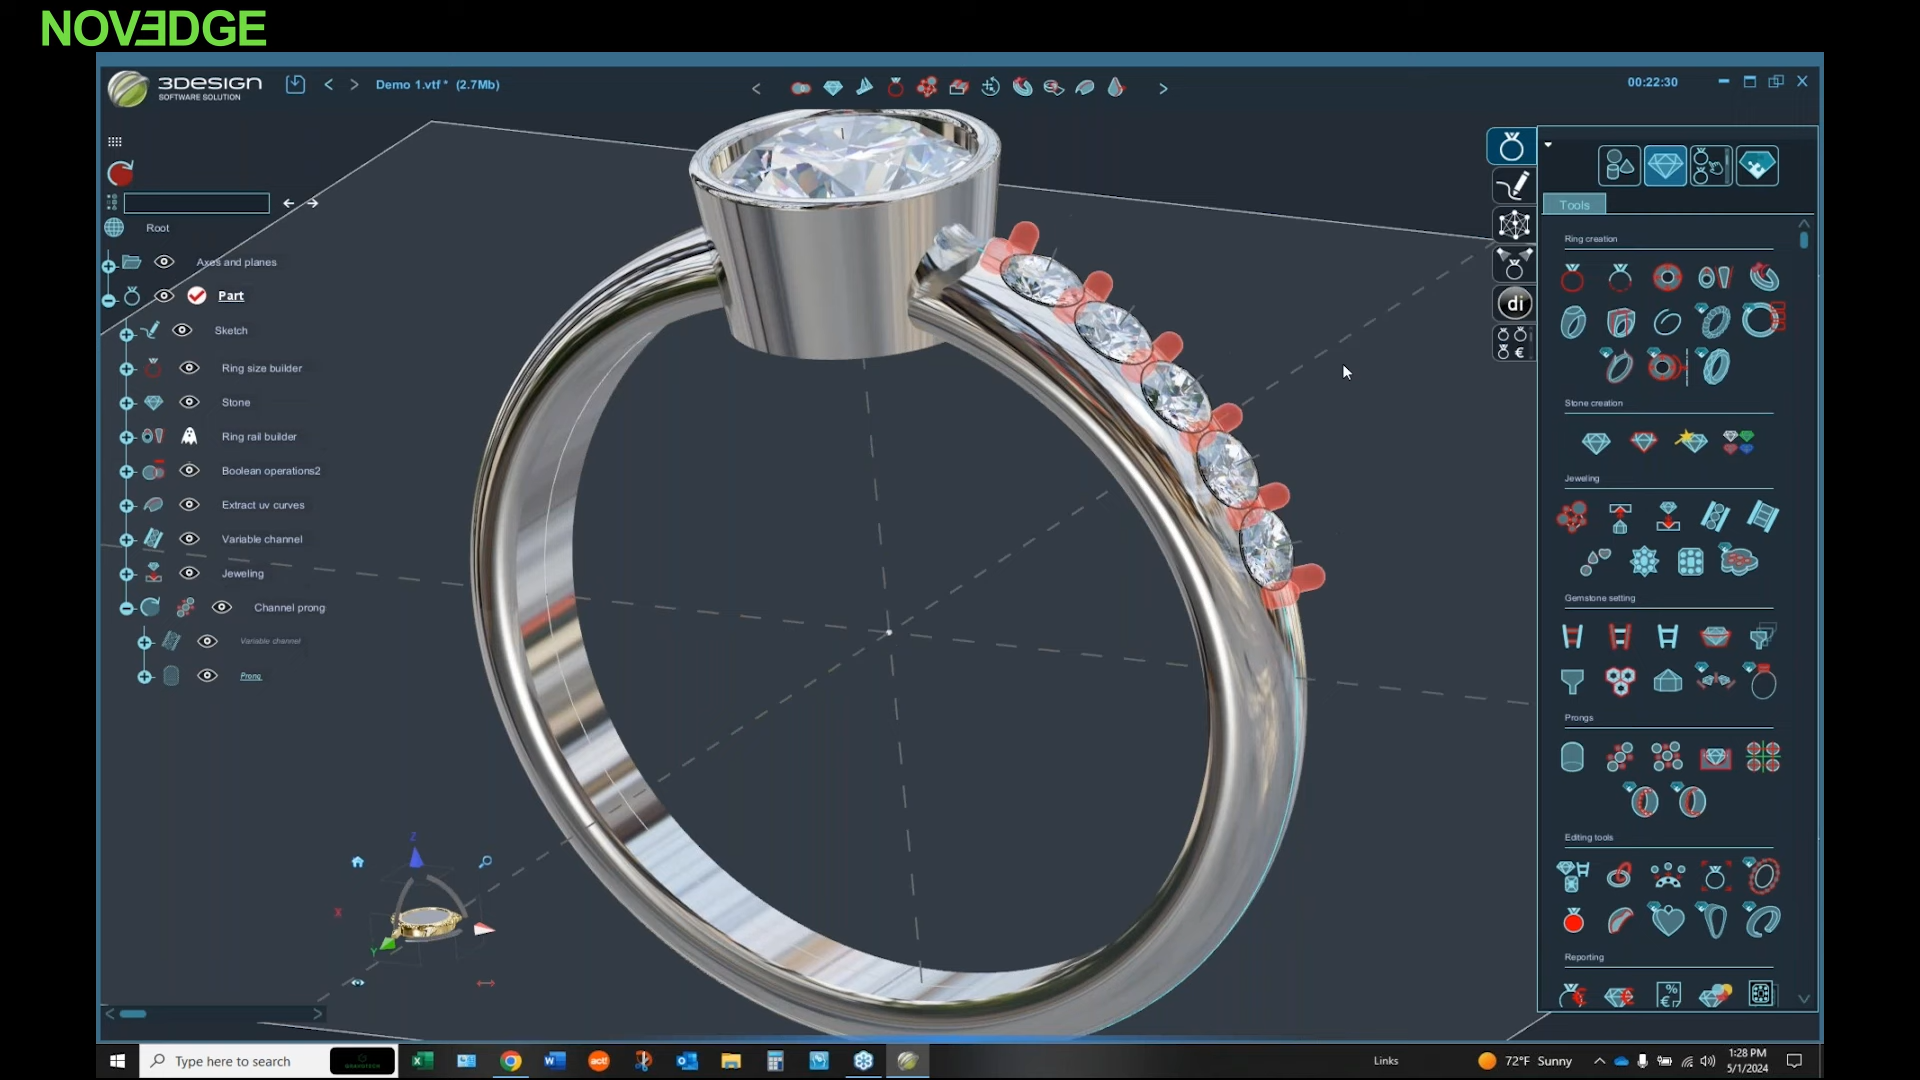 NOVEDGE
3DESIGN
SOFTWARE SOLUTION
Demo 1.vtf * (2.7Mb)
00:22:30
Root
Axes and planes
Part
Sketch
Ring size builder
Stone
Ring rail builder
Boolean operations2
Extract uv curves
Variable channel
Jeweling
Channel prong
Variable channel
Prong
Z
X
Y
di
€
Tools
Ring creation
Stone creation
Jeweling
Gemstone setting
Prongs
Editing tools
Reporting
Type here to search
act!
Links
72°F Sunny
1:28 PM
5/1/2024